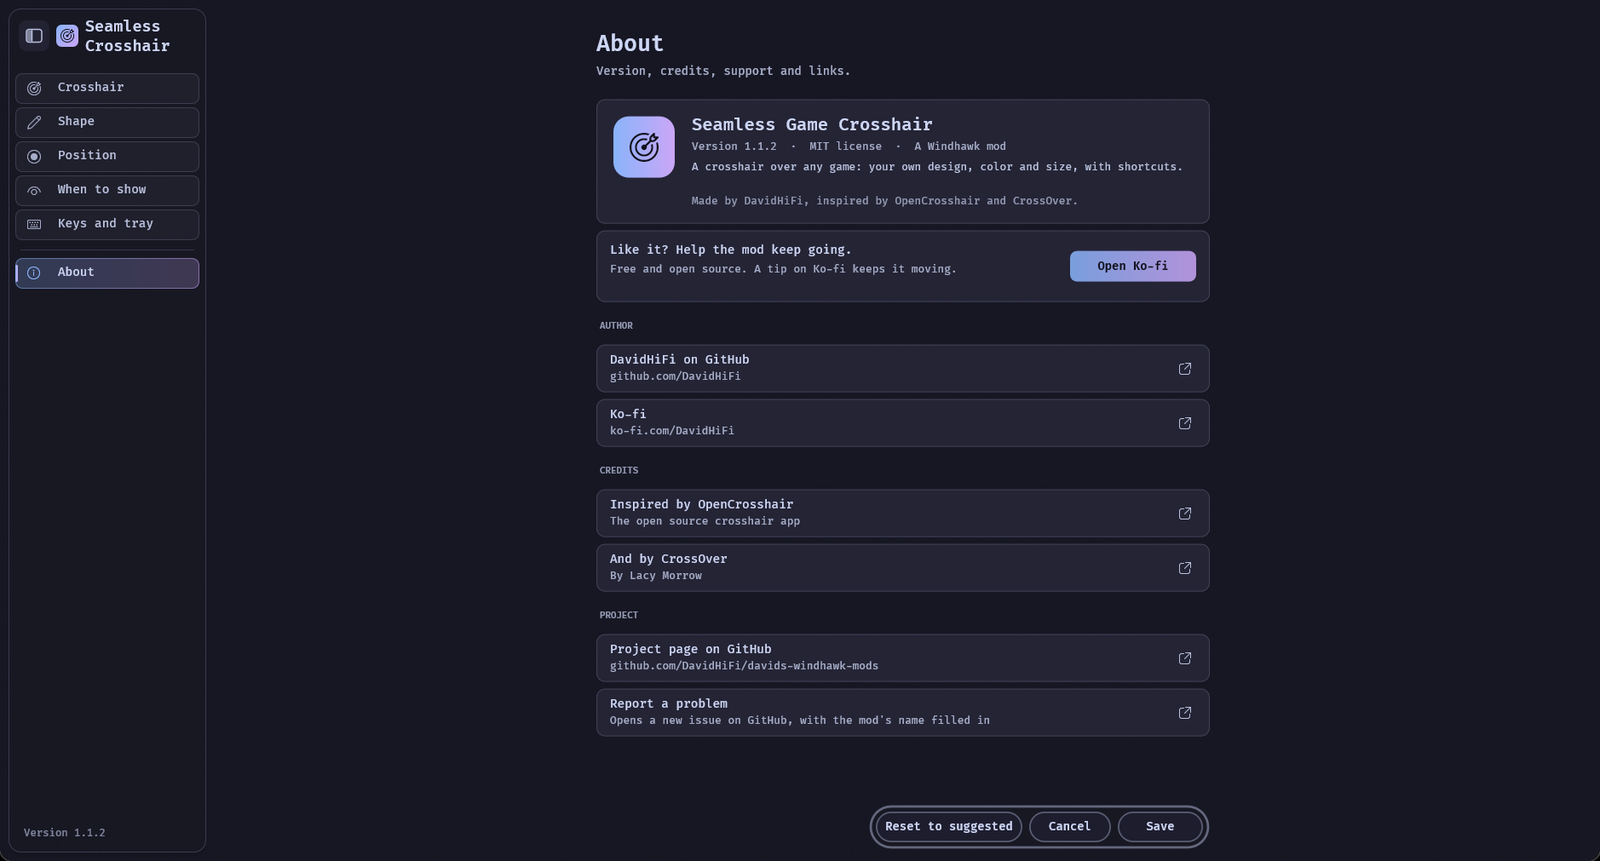 Seamless
Crosshair
Crosshair
Shape
Position
When to show
Keys and tray
About
Version 1.1.2
About
Version, credits, support and links.
Seamless Game Crosshair
Version 1.1.2 · MIT license · A Windhawk mod
A crosshair over any game: your own design, color and size, with shortcuts.
Made by DavidHiFi, inspired by OpenCrosshair and CrossOver.
Like it? Help the mod keep going.
Free and open source. A tip on Ko-fi keeps it moving.
Open Ko-fi
AUTHOR
DavidHiFi on GitHub
github.com/DavidHiFi
Ko-fi
ko-fi.com/DavidHiFi
CREDITS
Inspired by OpenCrosshair
The open source crosshair app
And by CrossOver
By Lacy Morrow
PROJECT
Project page on GitHub
github.com/DavidHiFi/davids-windhawk-mods
Report a problem
Opens a new issue on GitHub, with the mod's name filled in
Reset to suggested
Cancel
Save